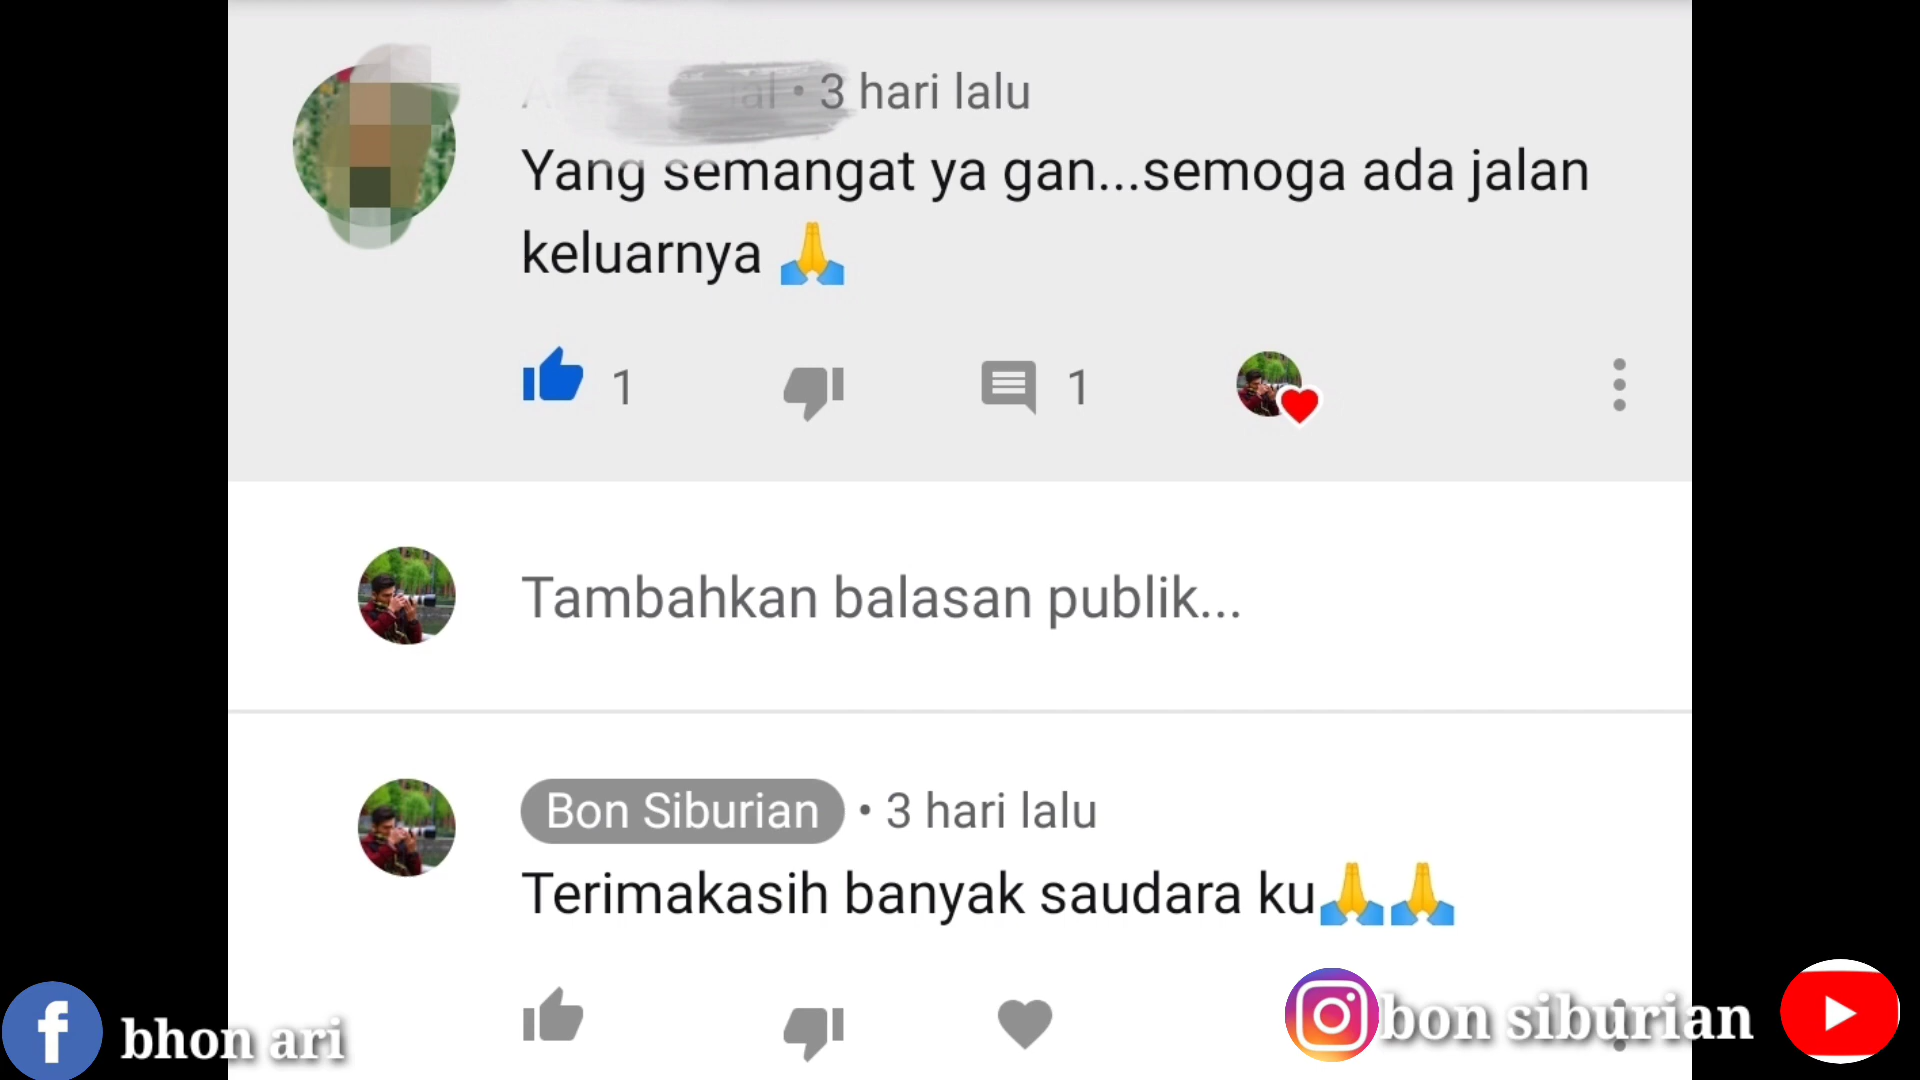 • 3 hari lalu
Yang semangat ya gan...semoga ada jalan
keluarnya 🙏
1
1
Tambahkan balasan publik...
Bon Siburian • 3 hari lalu
Terimakasih banyak saudara ku🙏🙏
bhon ari
bon siburian